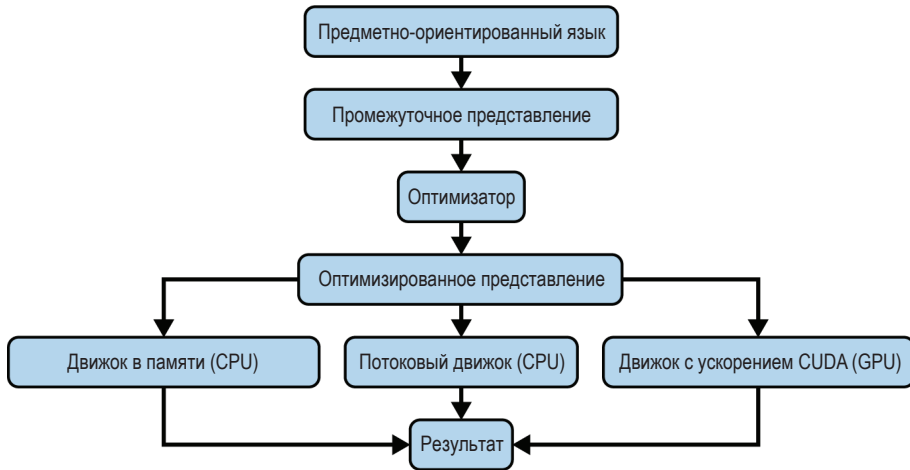 Предметно-ориентированный язык
Промежуточное представление
Оптимизатор
Оптимизированное представление
Движок в памяти (CPU)
Потоковый движок (CPU)
Движок с ускорением CUDA (GPU)
Результат